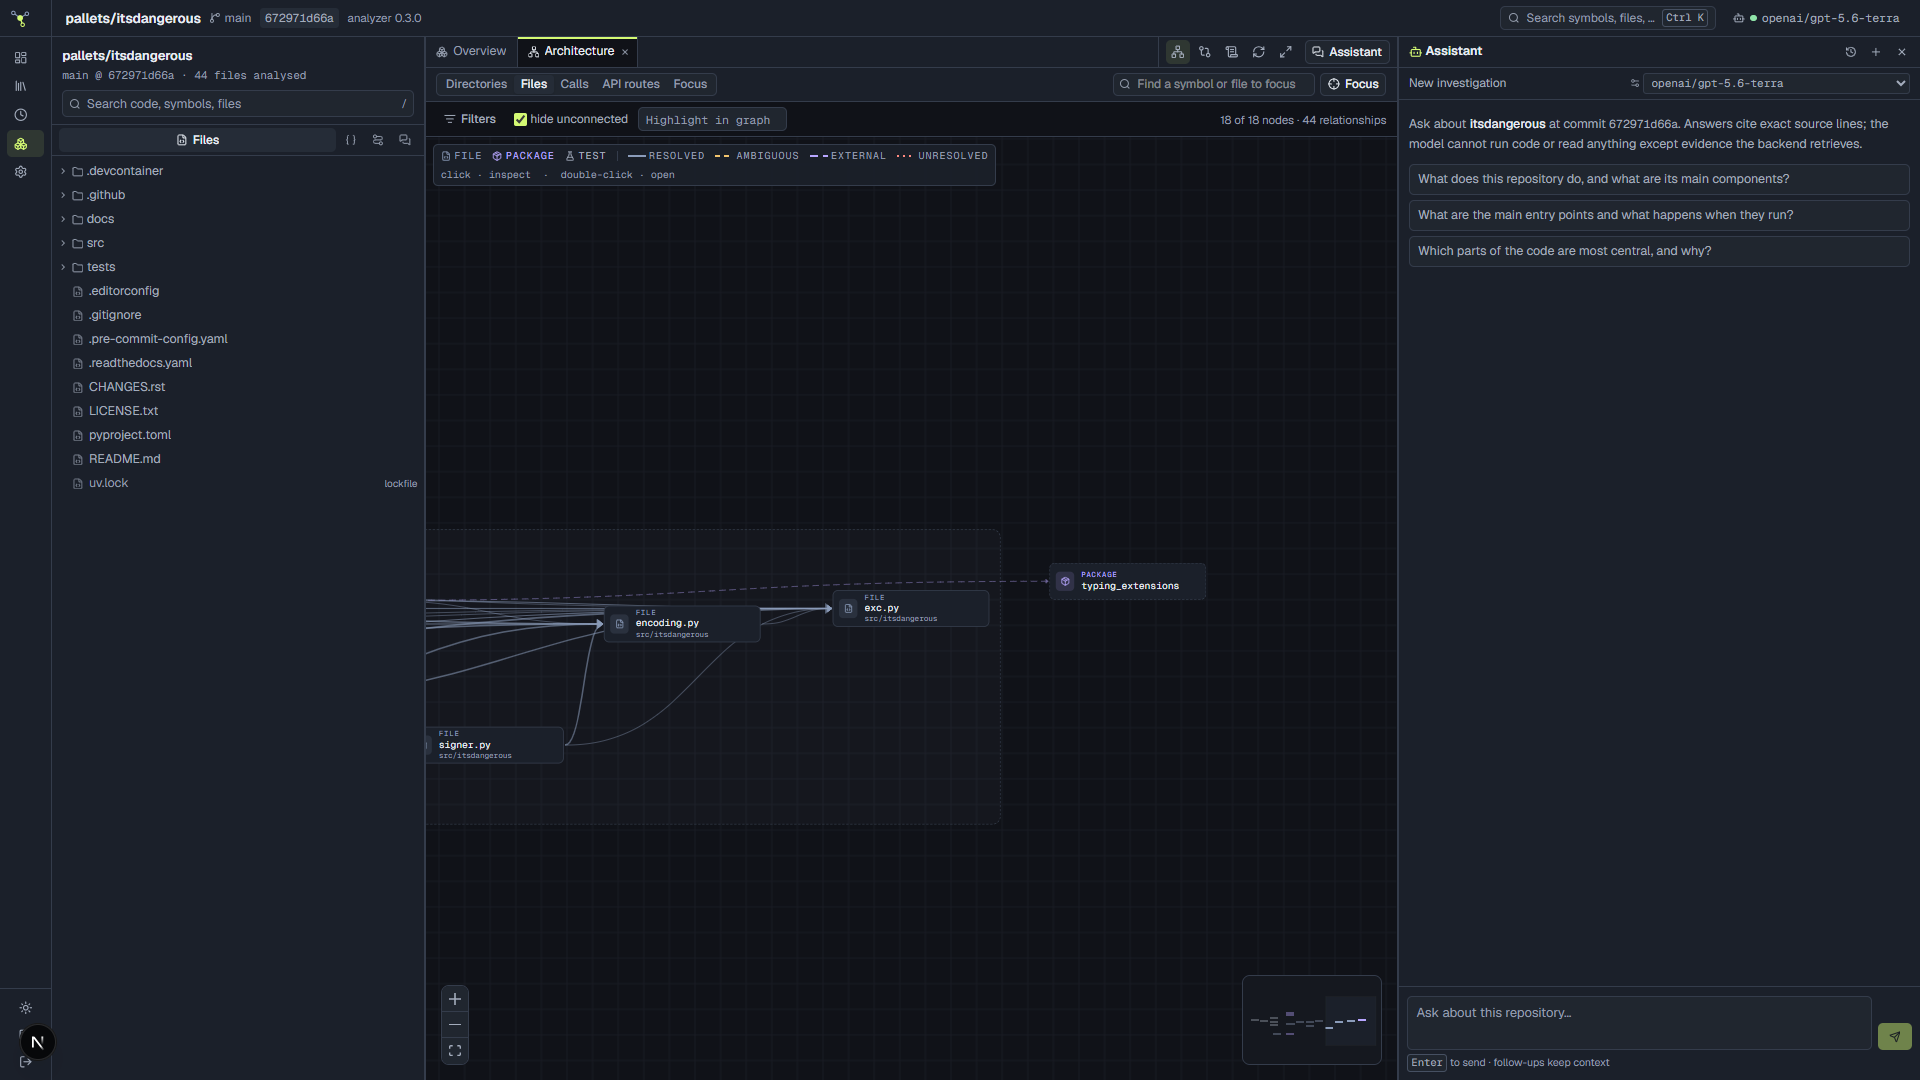 pallets/itsdangerous main 672971d66a analyzer 0.3.0
Search symbols, files, ... Ctrl K
openai/gpt-5.6-terra
pallets/itsdangerous
main @ 672971d66a · 44 files analysed
Search code, symbols, files /
Files
.devcontainer
.github
docs
src
tests
.editorconfig
.gitignore
.pre-commit-config.yaml
.readthedocs.yaml
CHANGES.rst
LICENSE.txt
pyproject.toml
README.md
uv.lock lockfile
N
Overview
Architecture ×
Assistant
Directories Files Calls API routes Focus
Find a symbol or file to focus
Focus
Filters
hide unconnected
Highlight in graph
18 of 18 nodes · 44 relationships
FILE PACKAGE TEST RESOLVED AMBIGUOUS EXTERNAL UNRESOLVED
click · inspect · double-click · open
PACKAGE
typing_extensions
FILE
exc.py
src/itsdangerous
FILE
encoding.py
src/itsdangerous
FILE
signer.py
src/itsdangerous
Assistant
New investigation
openai/gpt-5.6-terra
Ask about itsdangerous at commit 672971d66a. Answers cite exact source lines; the
model cannot run code or read anything except evidence the backend retrieves.
What does this repository do, and what are its main components?
What are the main entry points and what happens when they run?
Which parts of the code are most central, and why?
Ask about this repository...
Enter to send · follow-ups keep context